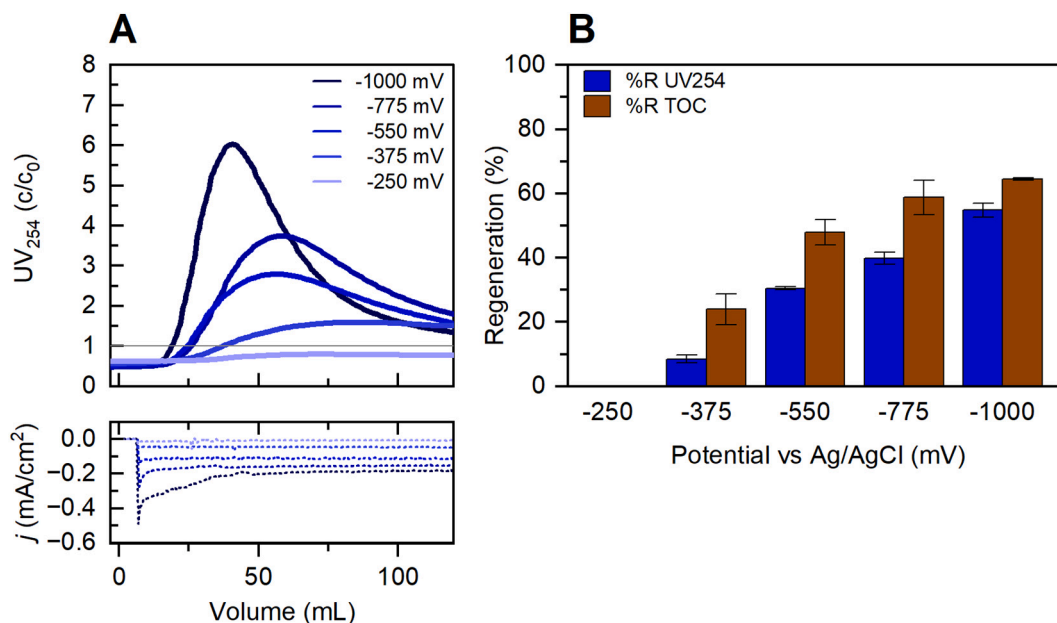 A
8
7
6
5
4
3
2
1
0
UV254 (c/c0)
-1000 mV
-775 mV
-550 mV
-375 mV
-250 mV
0.0
−0.2
−0.4
−0.6
j (mA/cm2)
0
50
100
Volume (mL)
B
100
80
60
40
20
0
Regeneration (%)
%R UV254
%R TOC
-250
-375
-550
-775
-1000
Potential vs Ag/AgCl (mV)